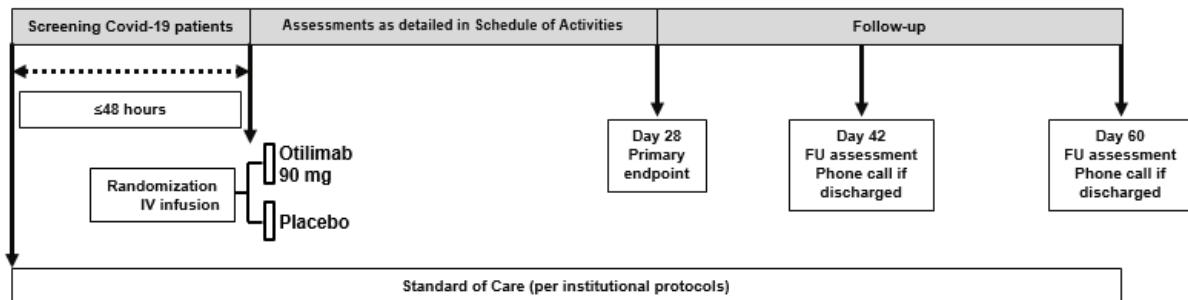 Screening Covid-19 patients
Assessments as detailed in Schedule of Activities
Follow-up
≤48 hours
Randomization
IV infusion
Otilimab
90 mg
Placebo
Day 28
Primary
endpoint
Day 42
FU assessment
Phone call if
discharged
Day 60
FU assessment
Phone call if
discharged
Standard of Care (per institutional protocols)